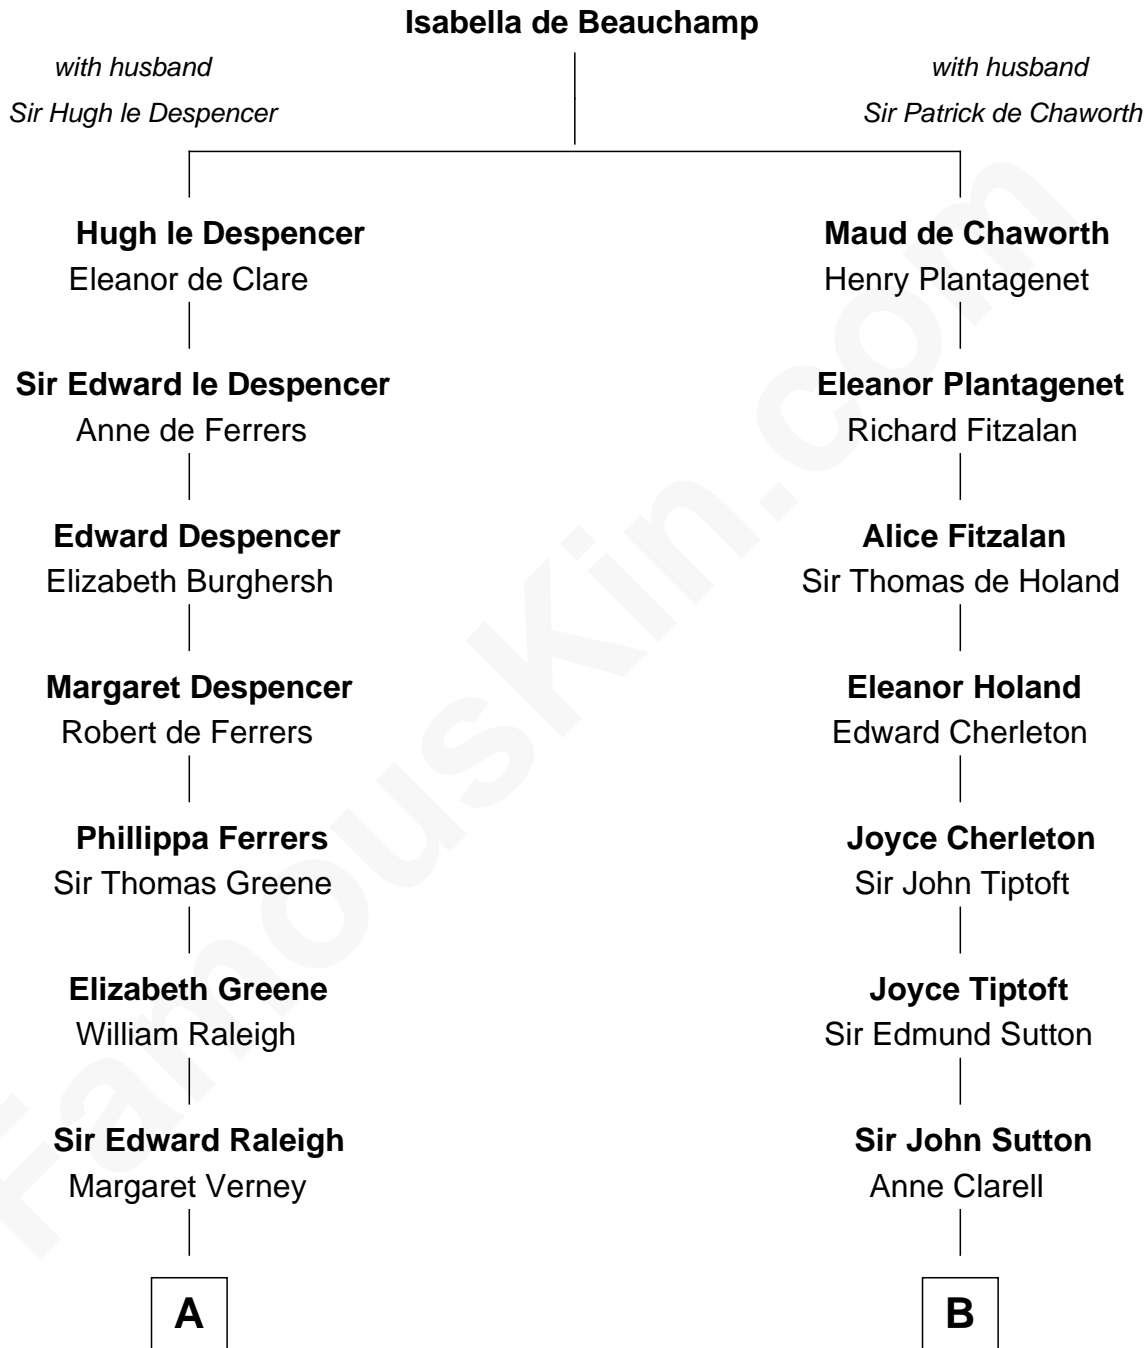 Isabella de Beauchamp
with husband
Sir Hugh le Despencer
with husband
Sir Patrick de Chaworth
Hugh le Despencer
Eleanor de Clare
Maud de Chaworth
Henry Plantagenet
Sir Edward le Despencer
Anne de Ferrers
Eleanor Plantagenet
Richard Fitzalan
Edward Despencer
Elizabeth Burghersh
Alice Fitzalan
Sir Thomas de Holand
Margaret Despencer
Robert de Ferrers
Eleanor Holand
Edward Cherleton
Phillippa Ferrers
Sir Thomas Greene
Joyce Cherleton
Sir John Tiptoft
Elizabeth Greene
William Raleigh
Joyce Tiptoft
Sir Edmund Sutton
Sir Edward Raleigh
Margaret Verney
Sir John Sutton
Anne Clarell
A
B
FamousKin.com